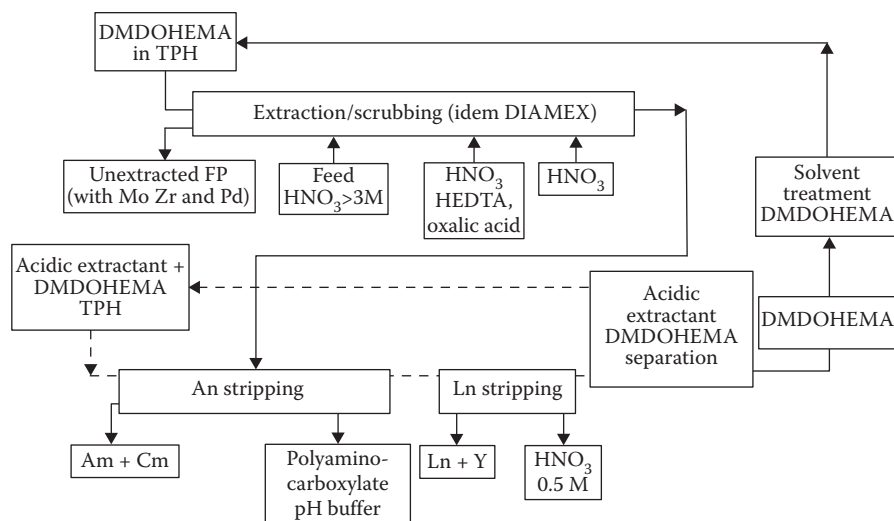 DMDOHEMA
in TPH
Extraction/scrubbing (idem DIAMEX)
Unextracted FP
(with Mo Zr and Pd)
Feed
HNO₃>3M
HNO₃
HEDTA,
oxalic acid
HNO₃
Solvent
treatment
DMDOHEMA
Acidic extractant +
DMDOHEMA
TPH
Acidic
extractant
DMDOHEMA
separation
DMDOHEMA
An stripping
Ln stripping
Am + Cm
Polyamino-
carboxylate
pH buffer
Ln + Y
HNO₃
0.5 M